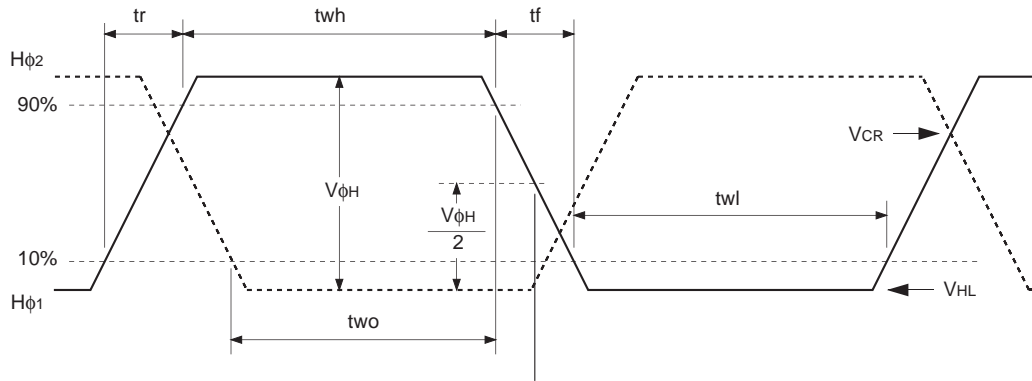 tr twh tf
Hϕ2
90%
VCR
VϕH
VϕH
2
twl
10%
Hϕ1
VHL
two